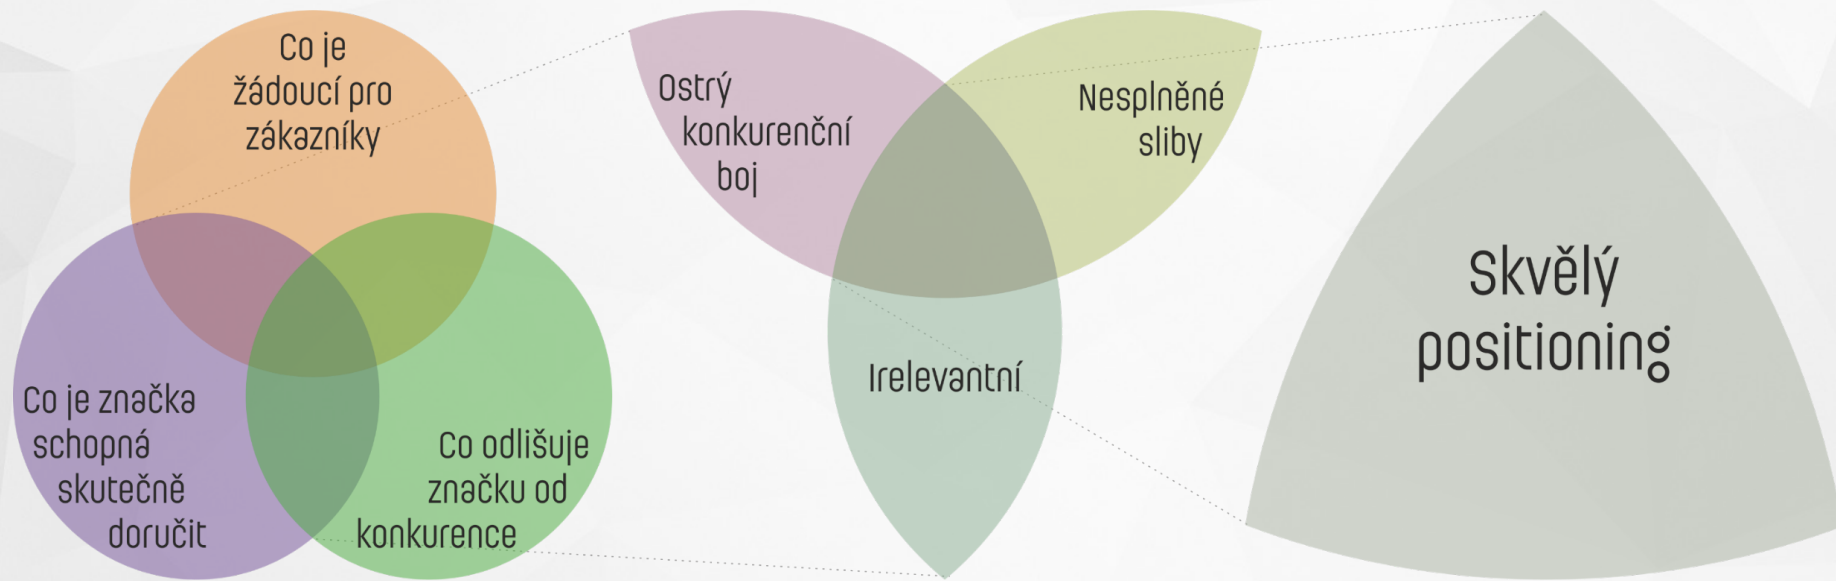 Co je
žádoucí pro
zákazníky
Co je značka
schopná
skutečně
doručit
Co odlišuje
značku od
konkurence
Ostrý
konkurenční
boj
Nesplněné
sliby
Irelevantní
Skvělý
positioning